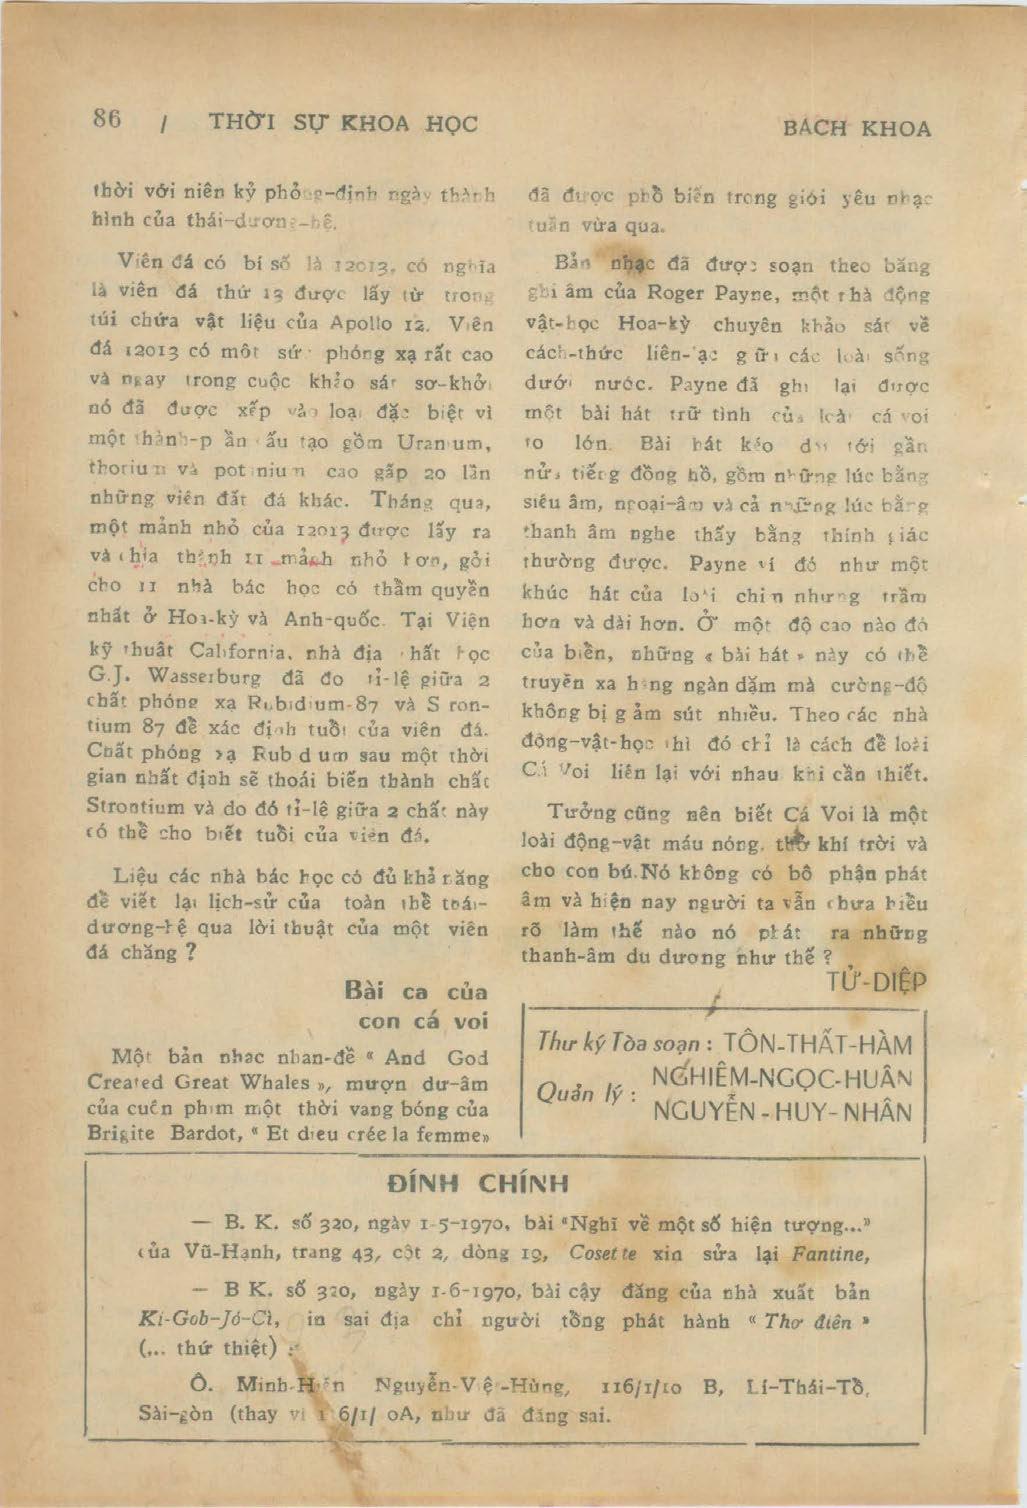 86 / THỜI SỰ KHOA HỌC
BÁCH KHOA
thời với niên kỷ phỏng-định ngày thành
hình của thái-dương-hệ.
Viên đá có bí số là 12013, có nghĩa
là viên đá thứ 13 được lấy từ trong
túi chứa vật liệu của Apollo 12. Viên
đá 12013 có một sức phóng xạ rất cao
và ngay trong cuộc khảo sát sơ-khởi
nó đã được xếp vào loại đặc biệt vì
một thành-phần cấu tạo gồm Uranium,
thorium và potinium cao gấp 20 lần
những viên đất đá khác. Tháng qua,
một mảnh nhỏ của 12013 được lấy ra
và chia thành 11 mảnh nhỏ hơn, gởi
cho 11 nhà bác học có thầm quyền
nhất ở Hoa-kỳ và Anh-quốc. Tại Viện
kỹ thuật California, nhà địa chất học
G.J. Wasserburg đã đo tỉ-lệ giữa 2
chất phóng xạ Rubidium-87 và Stron-
tium 87 để xác định tuổi của viên đá.
Chất phóng xạ Rubidium sau một thời
gian nhất định sẽ thoái biến thành chất
Strontium và do đó tỉ-lệ giữa 2 chất này
có thể cho biết tuổi của viên đá.
Liệu các nhà bác học có đủ khả năng
để viết lại lịch-sử của toàn thể thái-
dương-hệ qua lời thuật của một viên
đá chăng ?
Bài ca của
con cá voi
Một bản nhạc nhan-đề « And God
Created Great Whales », mượn dư-âm
của cuốn phim một thời vang bóng của
Brigite Bardot, « Et dieu crée la femme»
đã được phổ biến trong giới yêu nhạc
tuần vừa qua.
Bản nhạc đã được soạn theo băng
ghi âm của Roger Payne, một nhà động
vật-học Hoa-kỳ chuyên khảo sát về
cách-thức liên-lạc giữa các loài sống
dưới nước. Payne đã ghi lại được
một bài hát trữ tình của loài cá voi
to lớn. Bài hát kéo dài tới gần
nửa tiếng đồng hồ, gồm những lúc bằng
siêu âm, ngoại-âm và cả những lúc bằng
thanh âm nghe thấy bằng thính giác
thường được. Payne ví đó như một
khúc hát của loài chim nhưng trầm
hơn và dài hơn. Ở một độ cao nào đó
của biển, những « bài hát » này có thể
truyền xa hàng ngàn dặm mà cường-độ
không bị giảm sút nhiều. Theo các nhà
động-vật-học thì đó chỉ là cách để loài
Cá Voi liên lại với nhau khi cần thiết.
Tưởng cũng nên biết Cá Voi là một
loài động-vật máu nóng, thở khí trời và
cho con bú.Nó không có bộ phận phát
âm và hiện nay người ta vẫn chưa hiểu
rõ làm thế nào nó phát ra những
thanh-âm du dương như thế ?
TỬ-DIỆP
Thư ký Tòa soạn : TÔN-THẤT-HÀM
Quản lý : NGHIÊM-NGỌC-HUÂN
NGUYỄN - HUY- NHÂN
ĐÍNH CHÍNH
— B. K. số 320, ngày 1-5-1970, bài «Nghĩ về một số hiện tượng...»
của Vũ-Hạnh, trang 43, cột 2, dòng 19, Cosette xin sửa lại Fantine,
— B K. số 320, ngày 1-6-1970, bài cậy đăng của nhà xuất bản
Ki-Gob-Jó-Cì, in sai địa chỉ người tổng phát hành « Thơ điên »
(... thứ thiệt) :
Ô. Minh-Hiền Nguyễn-Việt-Hùng, 116/1/10 B, Lí-Thái-Tổ,
Sài-gòn (thay vì 16/1/ 0A, như đã đăng sai.